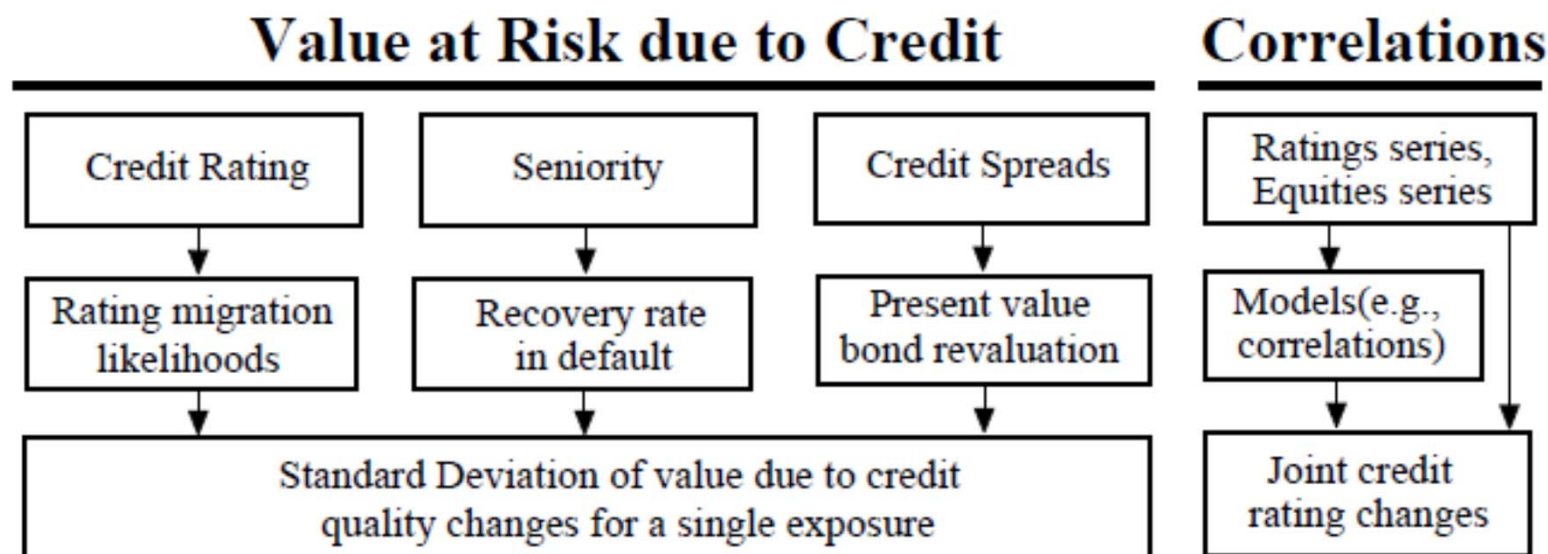 Value at Risk due to Credit
Correlations
Credit Rating
Seniority
Credit Spreads
Ratings series,
Equities series
Rating migration
likelihoods
Recovery rate
in default
Present value
bond revaluation
Models(e.g.,
correlations)
Standard Deviation of value due to credit
quality changes for a single exposure
Joint credit
rating changes